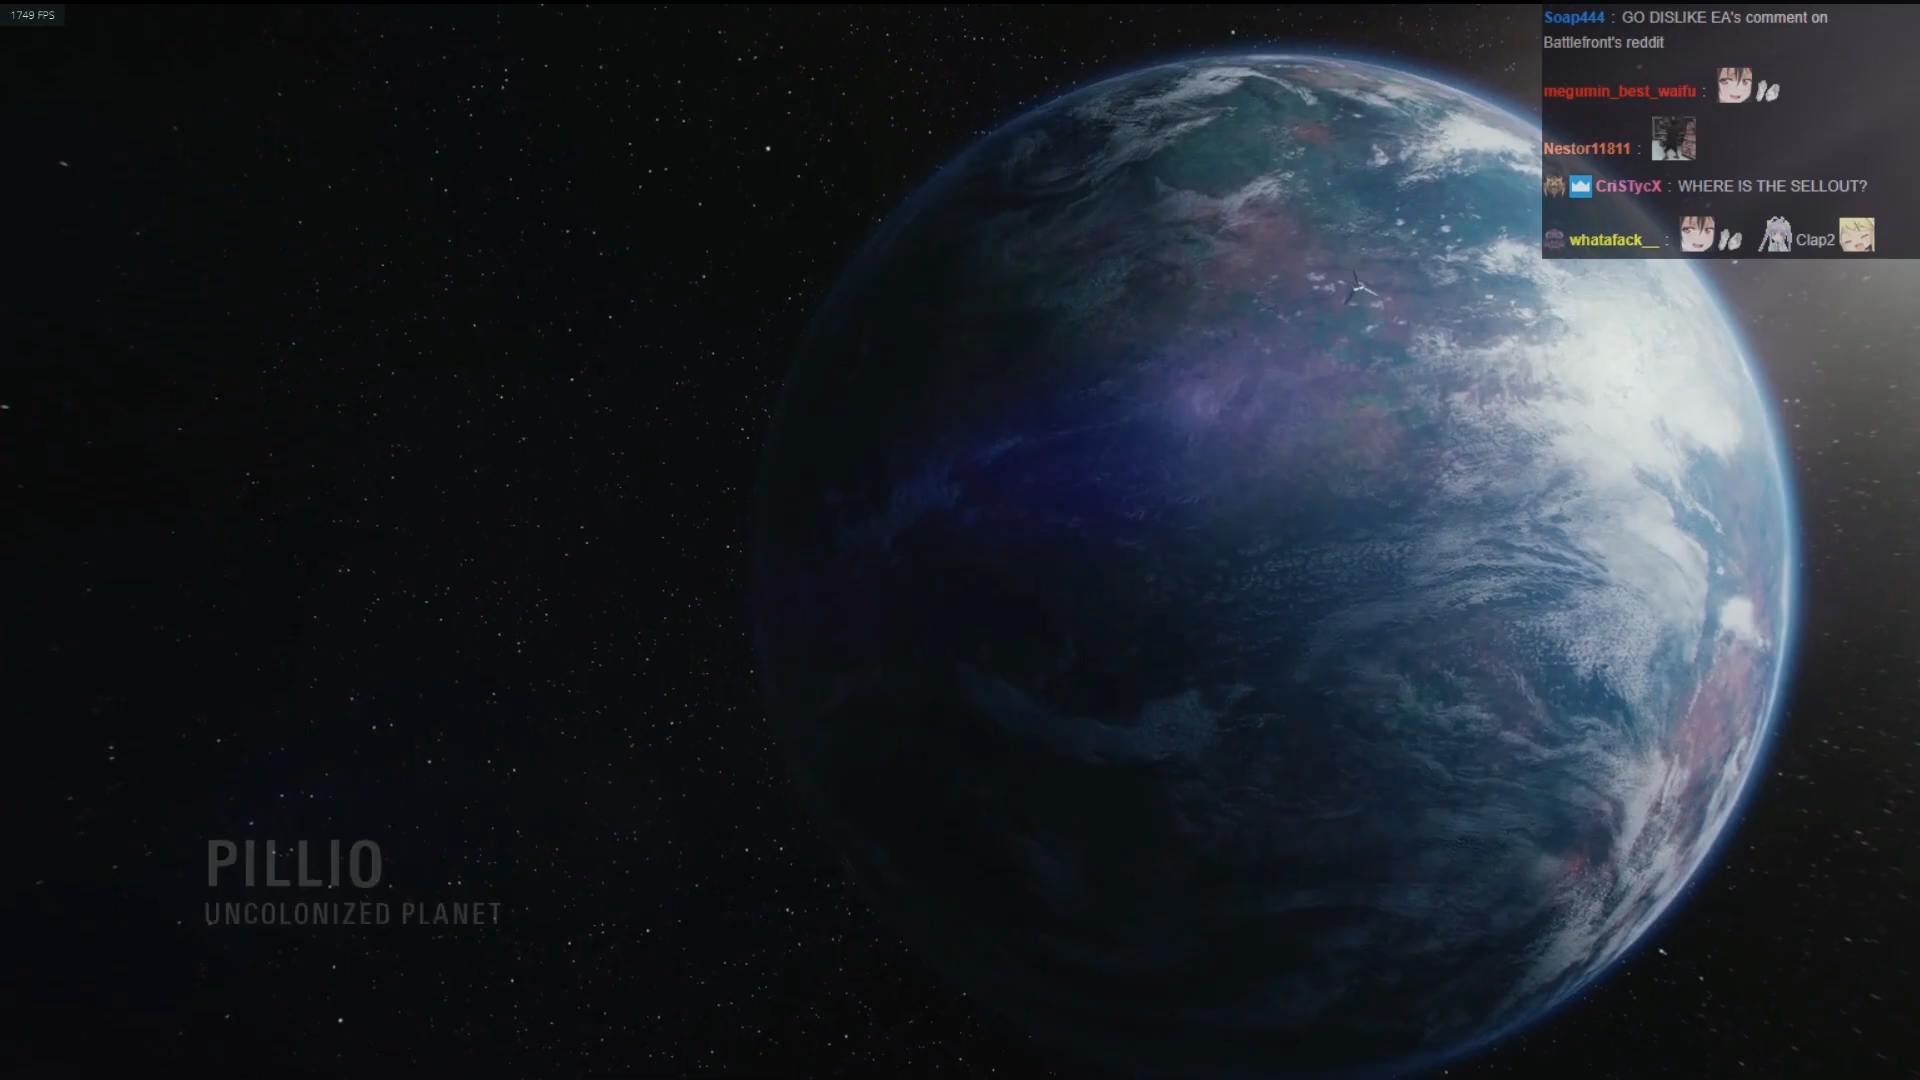 1749 FPS
Soap444 : GO DISLIKE EA's comment on
Battlefront's reddit
megumin_best_waifu :
Nestor11811 :
CriSTycX : WHERE IS THE SELLOUT?
whatafack__ : Clap2
PILLIO
UNCOLONIZED PLANET